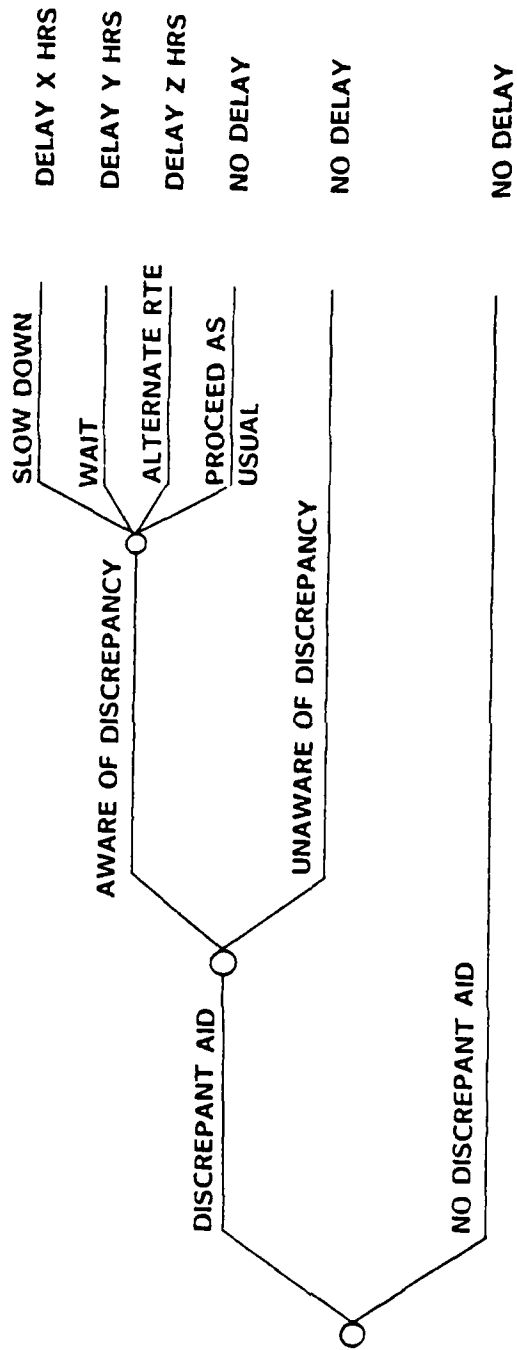 SLOW DOWN
DELAY X HRS
WAIT
DELAY Y HRS
ALTERNATE RTE
DELAY Z HRS
PROCEED AS
USUAL
NO DELAY
AWARE OF DISCREPANCY
UNAWARE OF DISCREPANCY
NO DELAY
DISCREPANT AID
NO DISCREPANT AID
NO DELAY